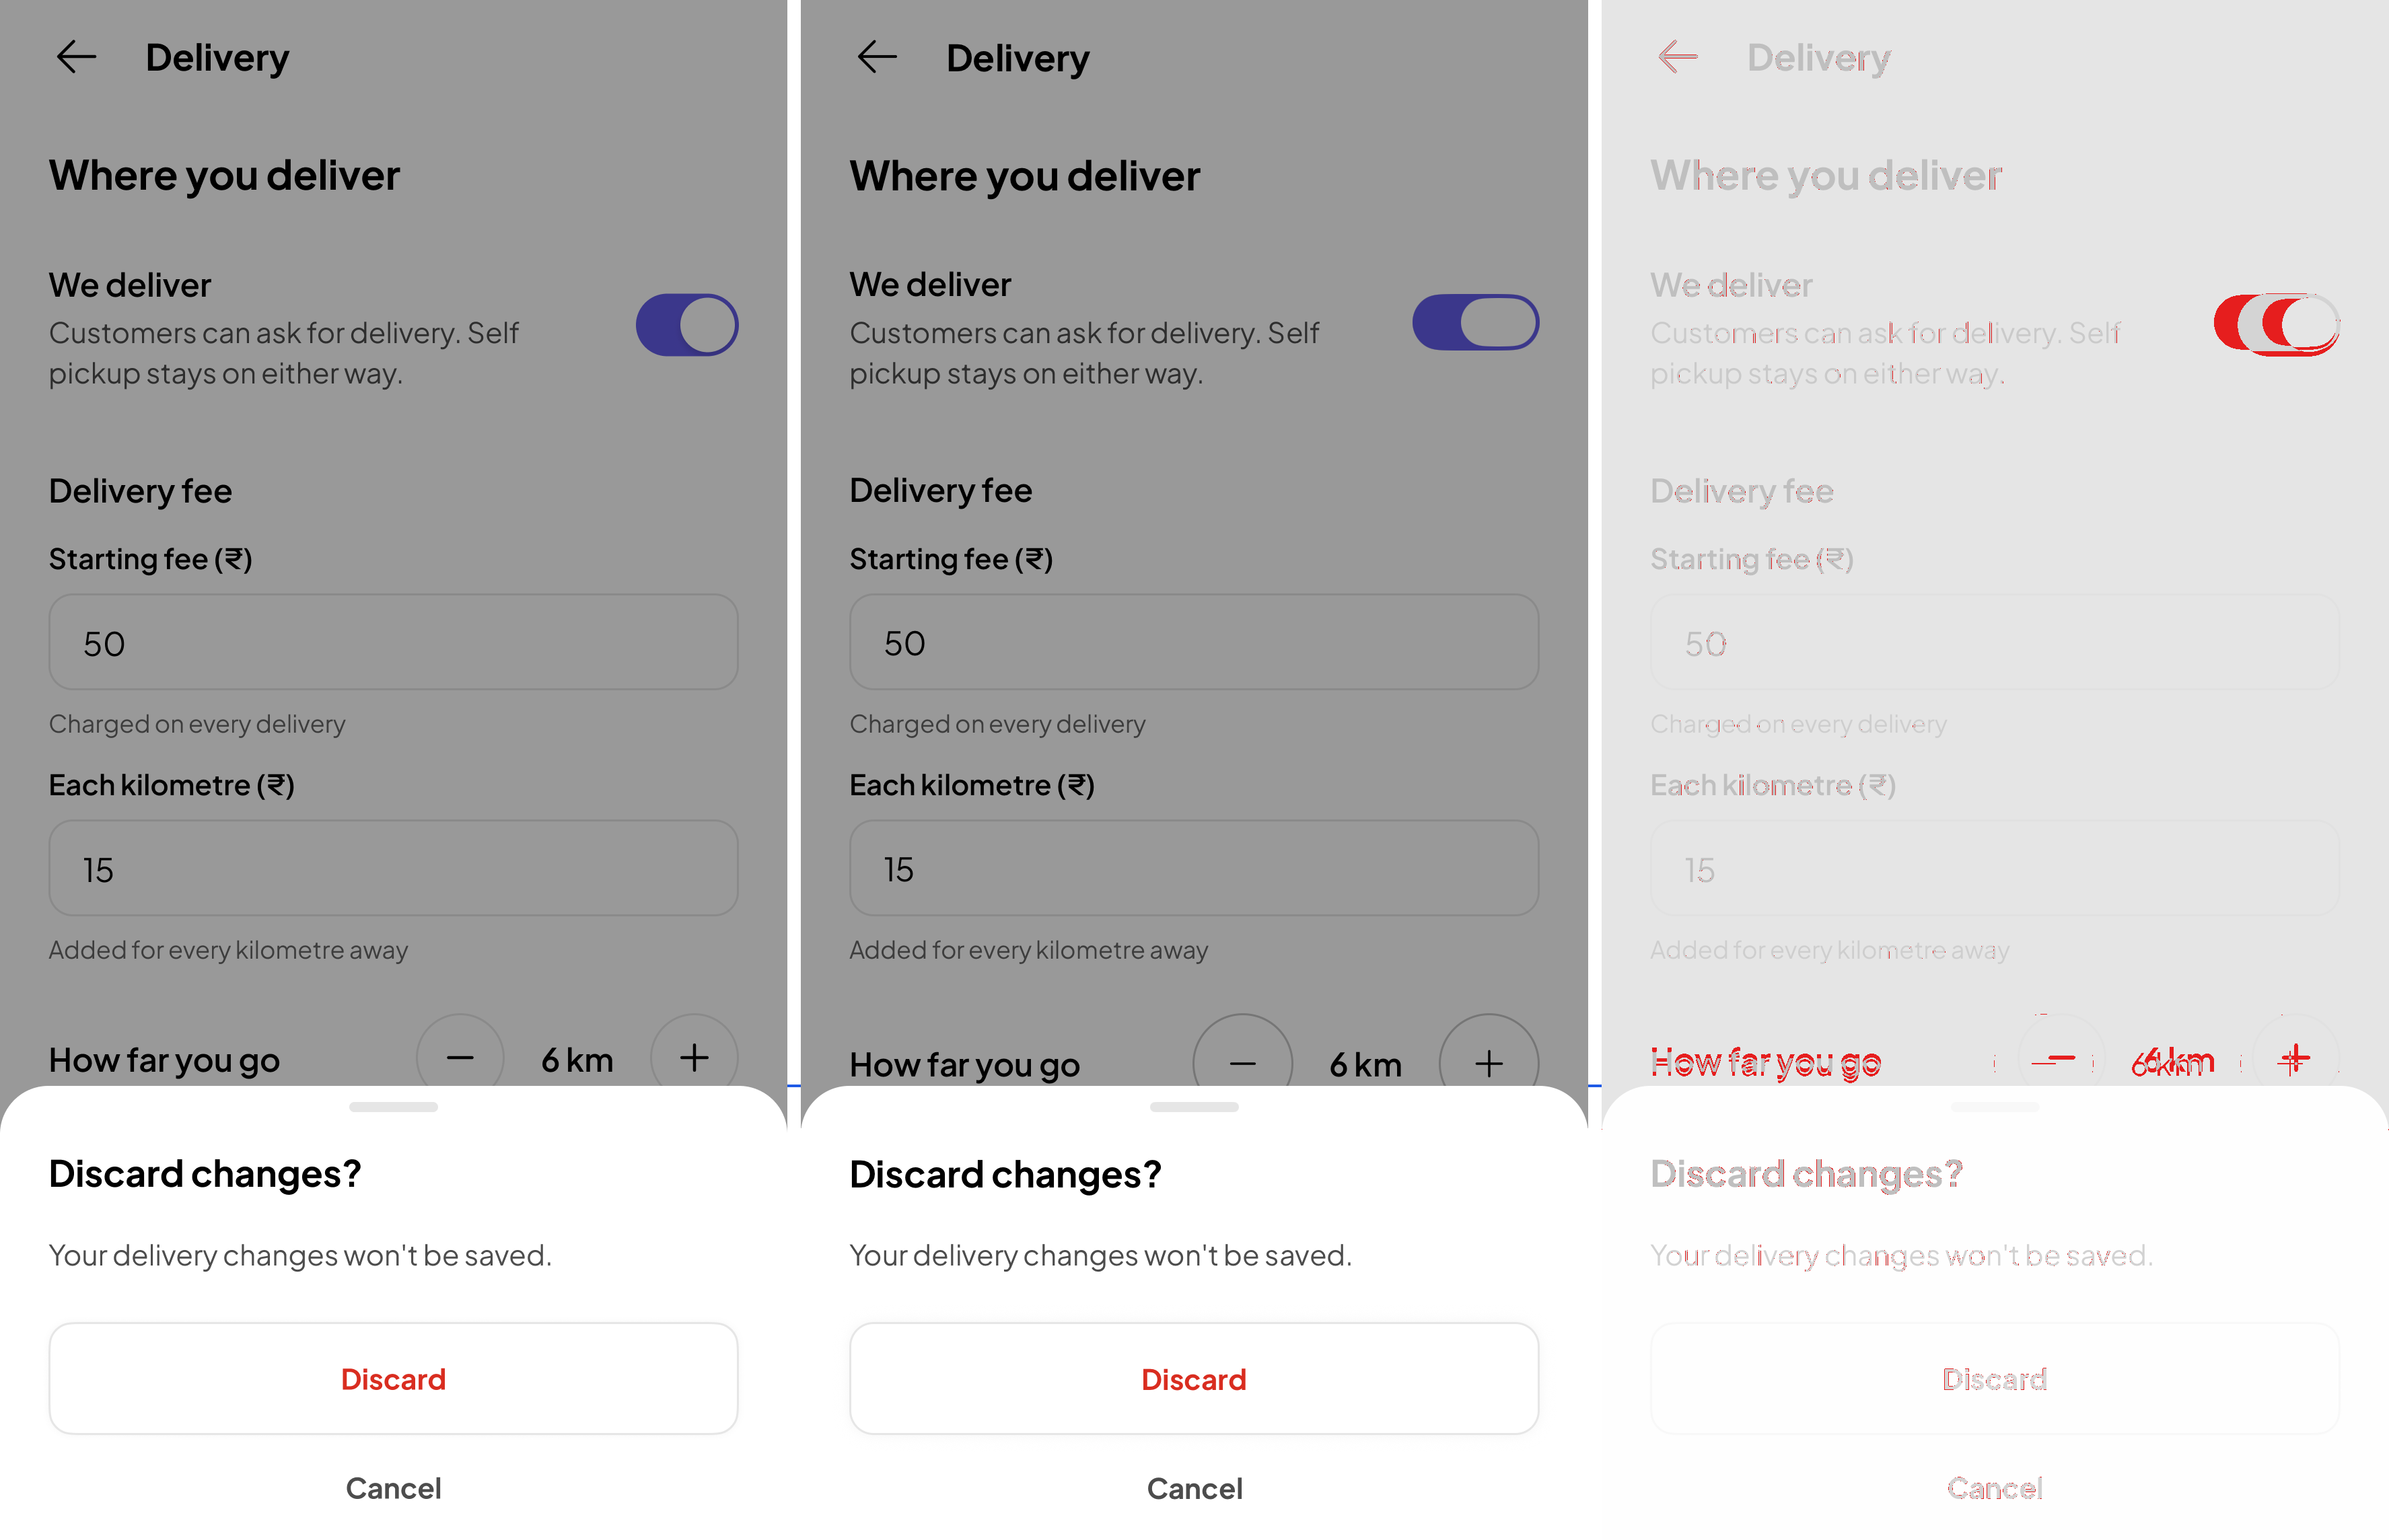 Delivery
Where you deliver
We deliver
Customers can ask for delivery. Self
pickup stays on either way.
Delivery fee
Starting fee (₹)
50
Charged on every delivery
Each kilometre (₹)
15
Added for every kilometre away
How far you go
− 6 km +
Discard changes?
Your delivery changes won't be saved.
Discard
Cancel
Delivery
Where you deliver
We deliver
Customers can ask for delivery. Self
pickup stays on either way.
Delivery fee
Starting fee (₹)
50
Charged on every delivery
Each kilometre (₹)
15
Added for every kilometre away
How far you go
− 6 km +
Discard changes?
Your delivery changes won't be saved.
Discard
Cancel
Delivery
Where you deliver
We deliver
Customers can ask for delivery. Self
pickup stays on either way.
Delivery fee
Starting fee (₹)
50
Charged on every delivery
Each kilometre (₹)
15
Added for every kilometre away
How far you go
6 km
Discard changes?
Your delivery changes won't be saved.
Discard
Cancel